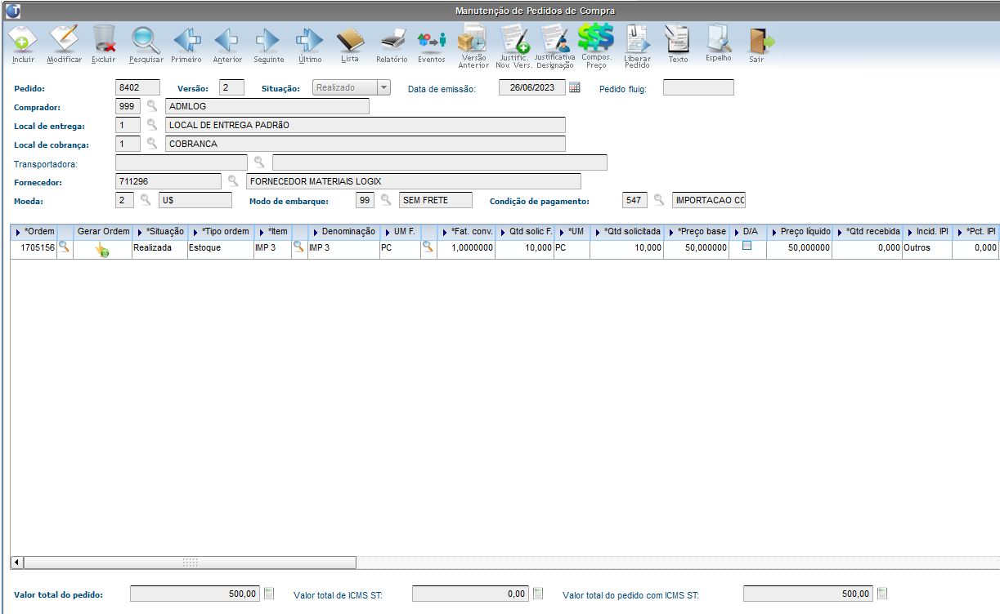 Manutenção de Pedidos de Compra
Incluir Modificar Excluir Pesquisar Primeiro Anterior Seguinte Último Lista Relatório Eventos Versão Anterior Justific. Nov. Vers. Justificativa Designação Compos. Preço Liberar Pedido Texto Espelho Sair
Pedido: 8402 Versão: 2 Situação: Realizado Data de emissão: 26/06/2023 Pedido fluig:
Comprador: 999 ADMLOG
Local de entrega: 1 LOCAL DE ENTREGA PADRãO
Local de cobrança: 1 COBRANCA
Transportadora:
Fornecedor: 711296 FORNECEDOR MATERIAIS LOGIX
Moeda: 2 U$ Modo de embarque: 99 SEM FRETE Condição de pagamento: 547 IMPORTACAO CO
*Ordem Gerar Ordem *Situação *Tipo ordem *Item Denominação UM F. *Fat. conv. Qtd solic F. *UM *Qtd solicitada *Preço base D/A Preço líquido *Qtd recebida Incid. IPI *Pct. IPI
1705156 Realizada Estoque IMP 3 IMP 3 PC 1,0000000 10,000 PC 10,000 50,000000 50,000000 0,000 Outros 0,000
Valor total do pedido: 500,00 Valor total de ICMS ST: 0,00 Valor total do pedido com ICMS ST: 500,00